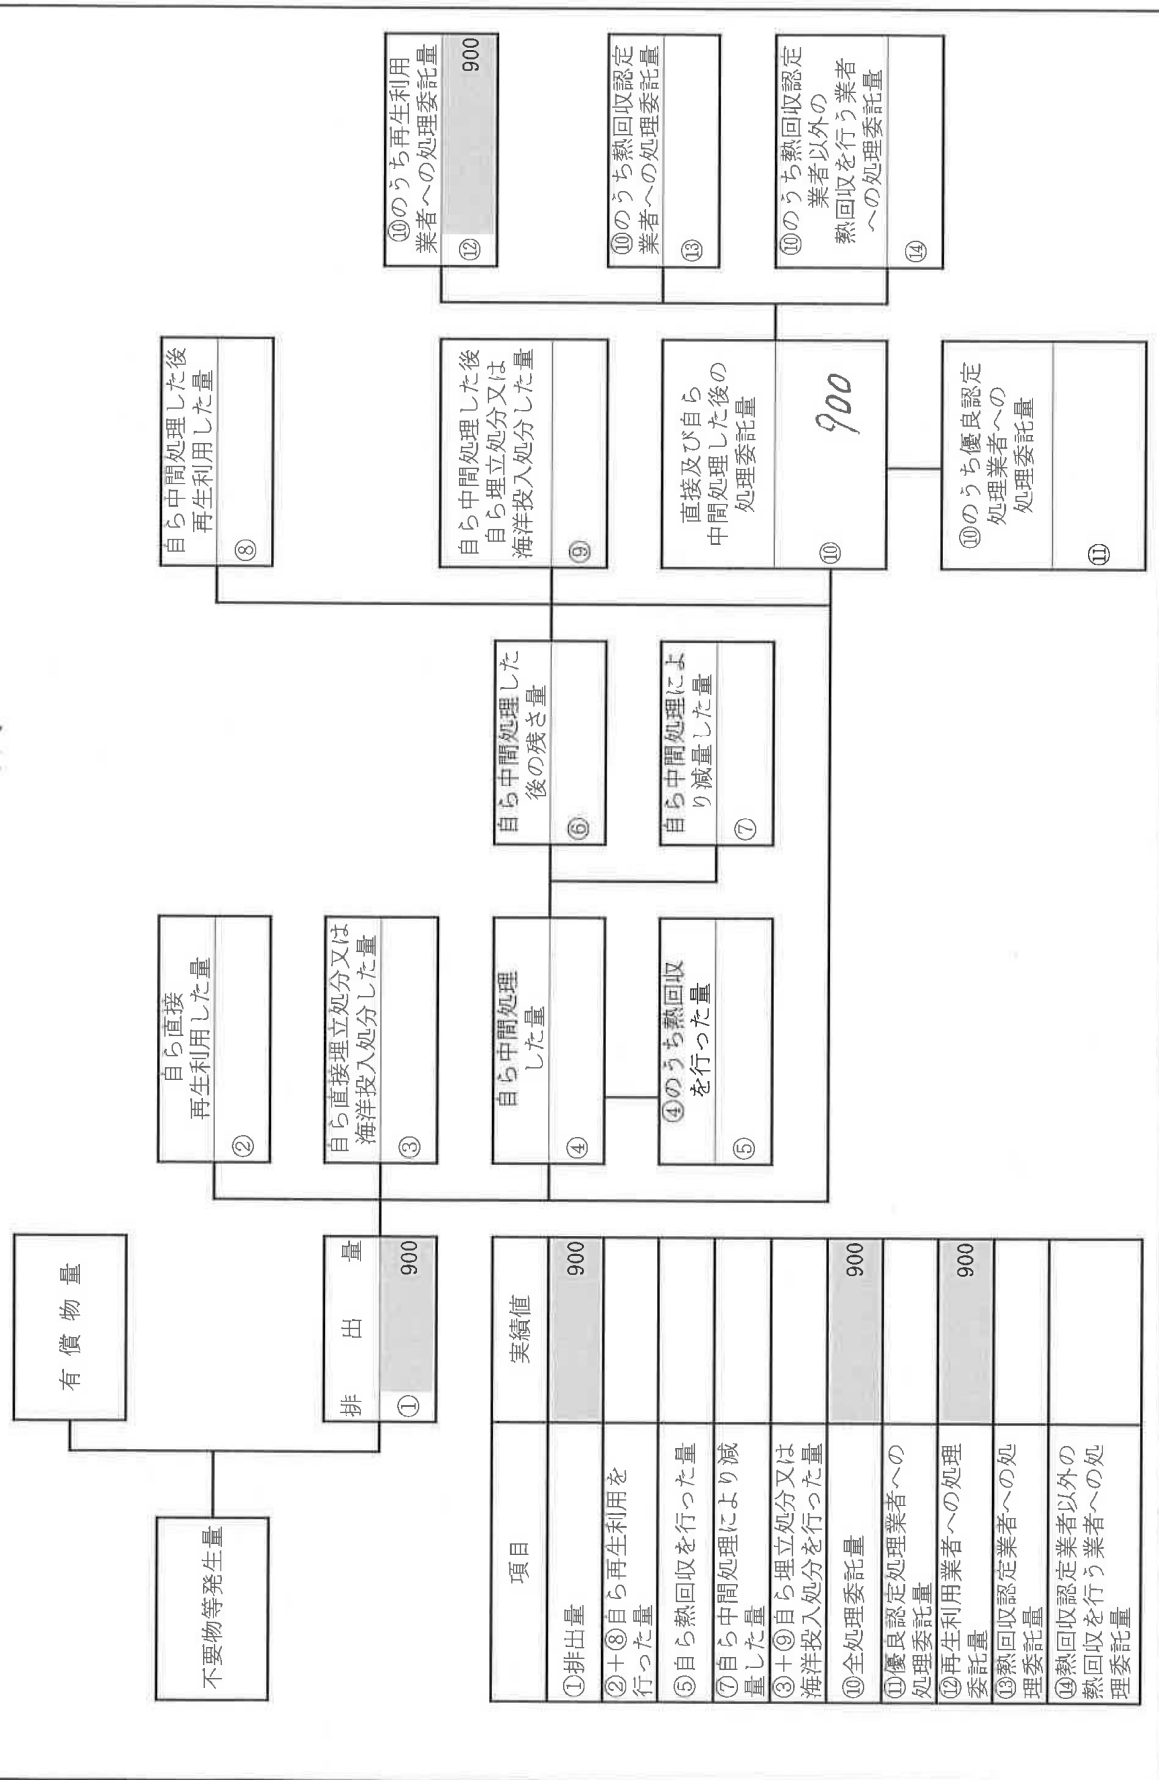 不要物等発生量
有償物量
排出量
① 900
自ら直接
再生利用した量
②
自ら直接埋立処分又は
海洋投入処分した量
③
自ら中間処理
した量
④
④のうち熱回収
を行った量
⑤
自ら中間処理した
後の残さ量
⑥
自ら中間処理によ
り減量した量
⑦
自ら中間処理した後
再生利用した量
⑧
自ら中間処理した後
自ら埋立処分又は
海洋投入処分した量
⑨
直接及び自ら
中間処理した後の
処理委託量
⑩ 900
⑩のうち優良認定
処理業者への
処理委託量
⑪
⑩のうち再生利用
業者への処理委託量
⑫ 900
⑩のうち熱回収認定
業者への処理委託量
⑬
⑩のうち熱回収認定
業者以外の
熱回収を行う業者
への処理委託量
⑭
項目 実績値
①排出量 900
②+⑧自ら再生利用を
行った量
⑤自ら熱回収を行った量
⑦自ら中間処理により減
量した量
③+⑨自ら埋立処分又は
海洋投入処分を行った量
⑩全処理委託量 900
⑪優良認定処理業者への
処理委託量
⑫再生利用業者への処理
委託量 900
⑬熱回収認定業者への処
理委託量
⑭熱回収認定業者以外の
熱回収を行う業者への処
理委託量